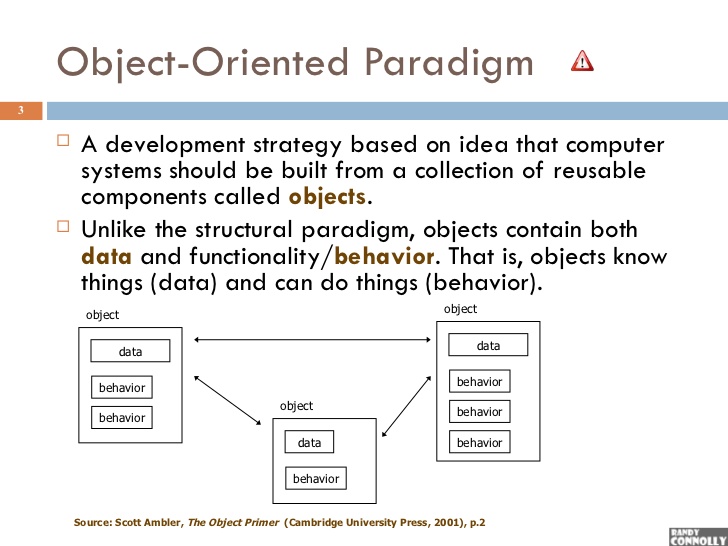 Object-Oriented Paradigm
3
A development strategy based on idea that computer
systems should be built from a collection of reusable
components called objects.
Unlike the structural paradigm, objects contain both
data and functionality/behavior. That is, objects know
things (data) and can do things (behavior).
object
data
behavior
behavior
object
data
behavior
object
data
behavior
behavior
behavior
Source: Scott Ambler, The Object Primer (Cambridge University Press, 2001), p.2
RANDY
CONNOLLY